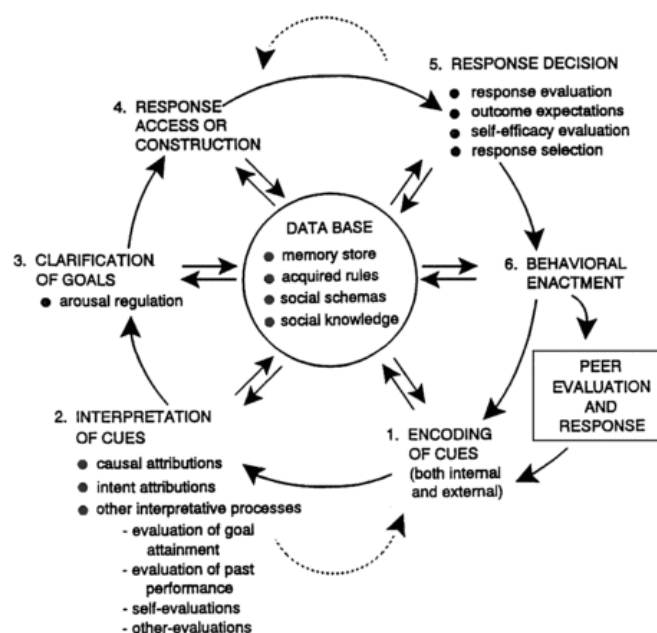 5. RESPONSE DECISION
● response evaluation
● outcome expectations
● self-efficacy evaluation
● response selection
4. RESPONSE
ACCESS OR
CONSTRUCTION
DATA BASE
● memory store
● acquired rules
● social schemas
● social knowledge
3. CLARIFICATION
OF GOALS
● arousal regulation
6. BEHAVIORAL
ENACTMENT
PEER
EVALUATION
AND
RESPONSE
2. INTERPRETATION
OF CUES
● causal attributions
● intent attributions
● other interpretative processes
- evaluation of goal
attainment
- evaluation of past
performance
- self-evaluations
- other-evaluations
1. ENCODING
OF CUES
(both internal
and external)